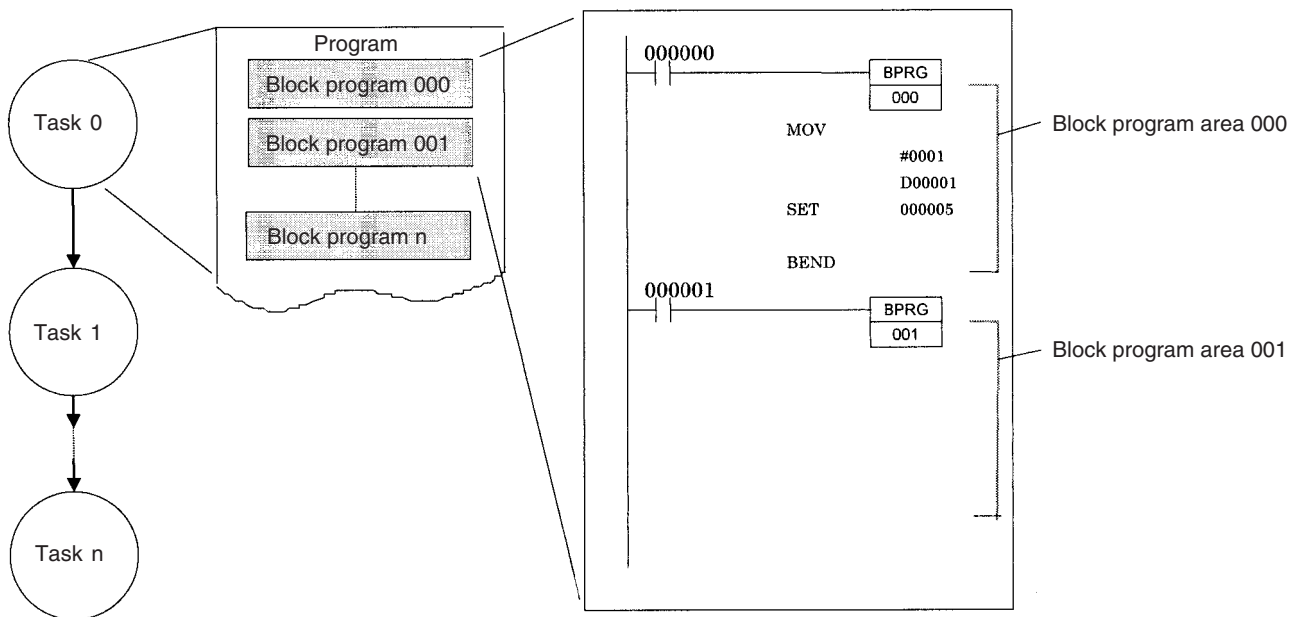 Task 0
Task 1
Task n
Program
Block program 000
Block program 001
Block program n
000000
BPRG
000
MOV
#0001
D00001
SET 000005
BEND
000001
BPRG
001
Block program area 000
Block program area 001